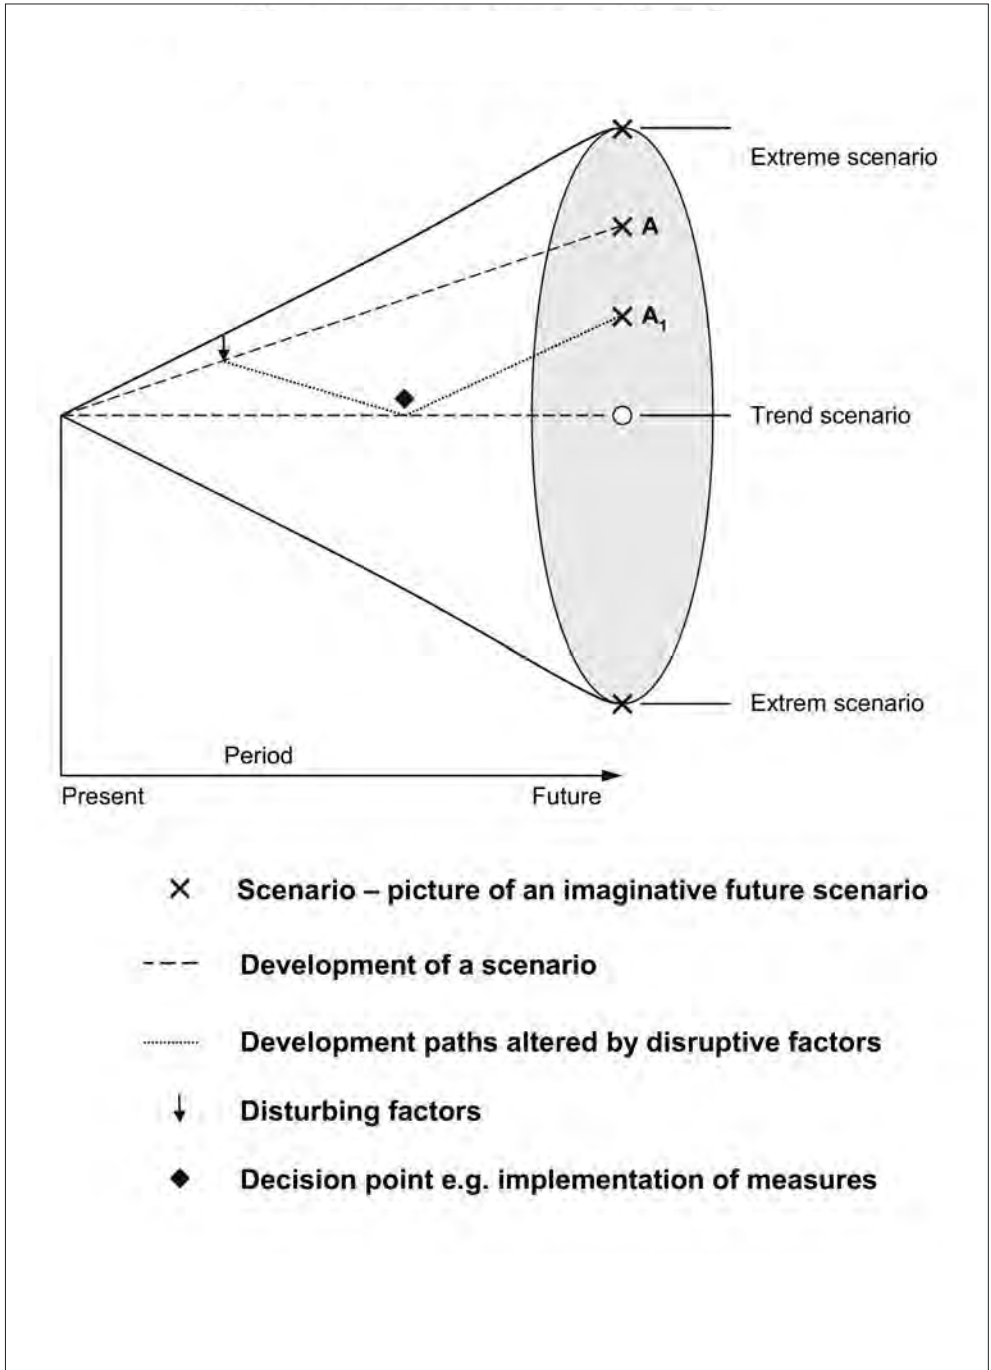 Extreme scenario
A
A₁
Trend scenario
Extrem scenario
Period
Present
Future
Scenario – picture of an imaginative future scenario
Development of a scenario
Development paths altered by disruptive factors
Disturbing factors
Decision point e.g. implementation of measures